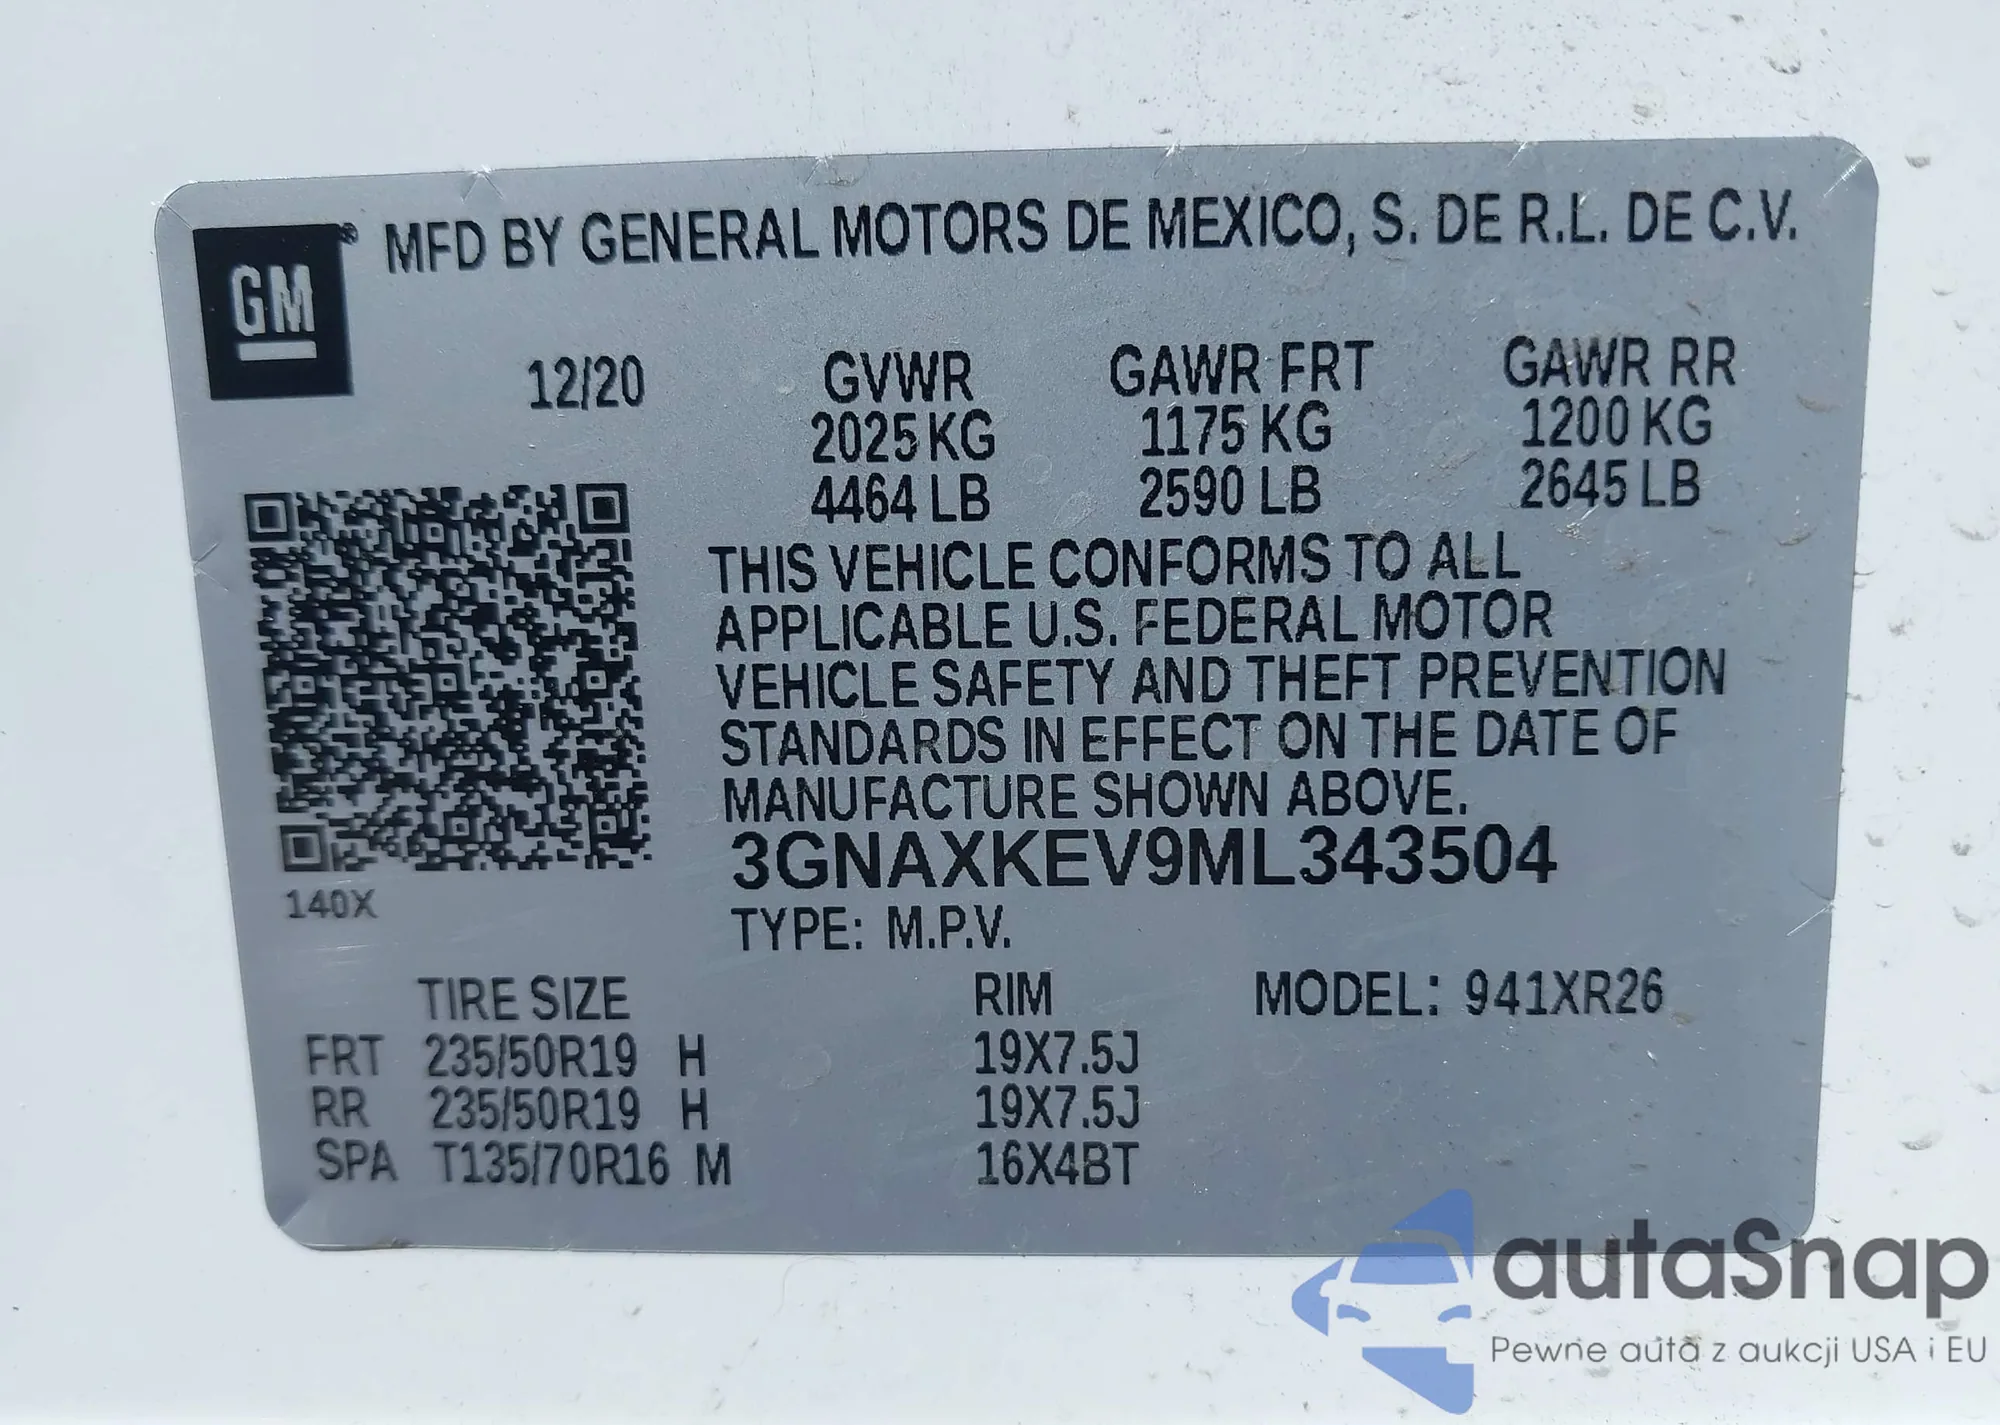 GM® MFD BY GENERAL MOTORS DE MEXICO, S. DE R.L. DE C.V.
12/20 GVWR GAWR FRT GAWR RR
2025 KG 1175 KG 1200 KG
4464 LB 2590 LB 2645 LB
THIS VEHICLE CONFORMS TO ALL
APPLICABLE U.S. FEDERAL MOTOR
VEHICLE SAFETY AND THEFT PREVENTION
STANDARDS IN EFFECT ON THE DATE OF
MANUFACTURE SHOWN ABOVE.
3GNAXKEV9ML343504
140X
TYPE: M.P.V.
TIRE SIZE RIM MODEL: 941XR26
FRT 235/50R19 H 19X7.5J
RR 235/50R19 H 19X7.5J
SPA T135/70R16 M 16X4BT
autaSnap
Pewne auta z aukcji USA i EU